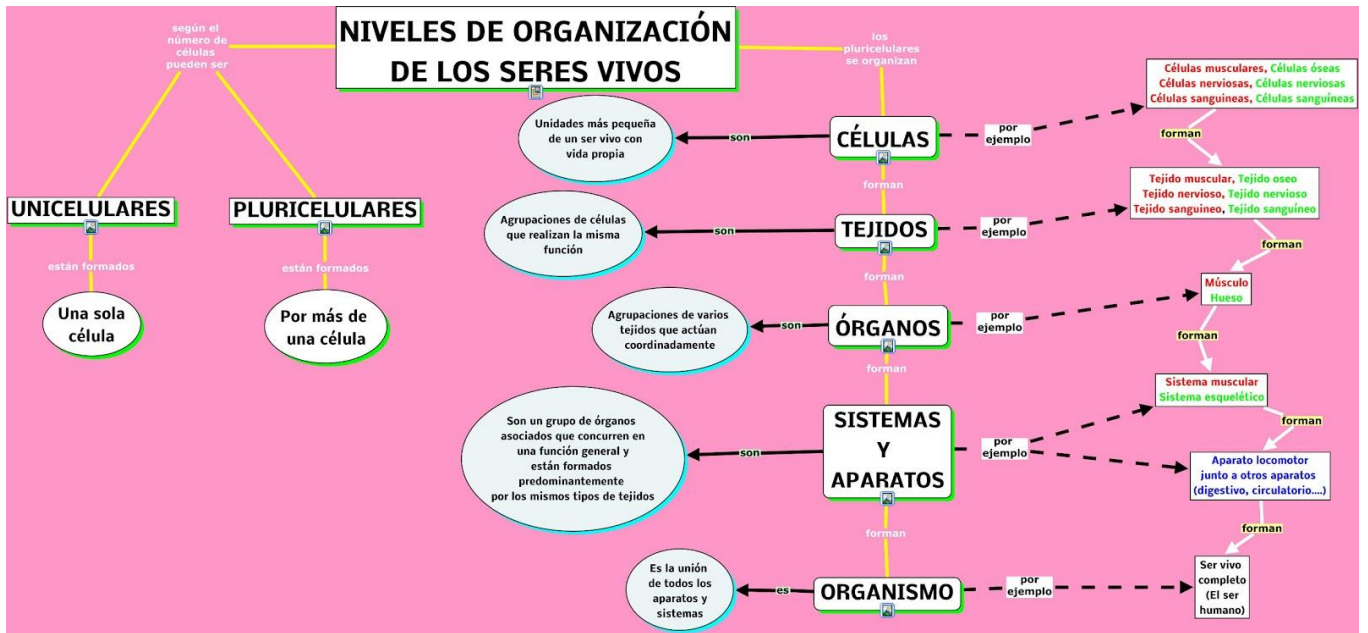 NIVELES DE ORGANIZACIÓN
DE LOS SERES VIVOS
según el
número de
células
pueden ser
UNICELULARES
están formados
Una sola
célula
PLURICELULARES
están formados
Por más de
una célula
los
pluricelulares
se organizan
CÉLULAS
son
Unidades más pequeña
de un ser vivo con
vida propia
por
ejemplo
Células musculares, Células óseas
Células nerviosas, Células nerviosas
Células sanguineas, Células sanguíneas
forman
forman
TEJIDOS
son
Agrupaciones de células
que realizan la misma
función
por
ejemplo
Tejido muscular, Tejido oseo
Tejido nervioso, Tejido nervioso
Tejido sanguineo, Tejido sanguíneo
forman
forman
ÓRGANOS
son
Agrupaciones de varios
tejidos que actúan
coordinadamente
por
ejemplo
Músculo
Hueso
forman
forman
SISTEMAS
Y
APARATOS
son
Son un grupo de órganos
asociados que concurren en
una función general y
están formados
predominantemente
por los mismos tipos de tejidos
por
ejemplo
Sistema muscular
Sistema esquelético
forman
Aparato locomotor
junto a otros aparatos
(digestivo, circulatorio....)
forman
forman
ORGANISMO
es
Es la unión
de todos los
aparatos y
sistemas
por
ejemplo
Ser vivo
completo
(El ser
humano)